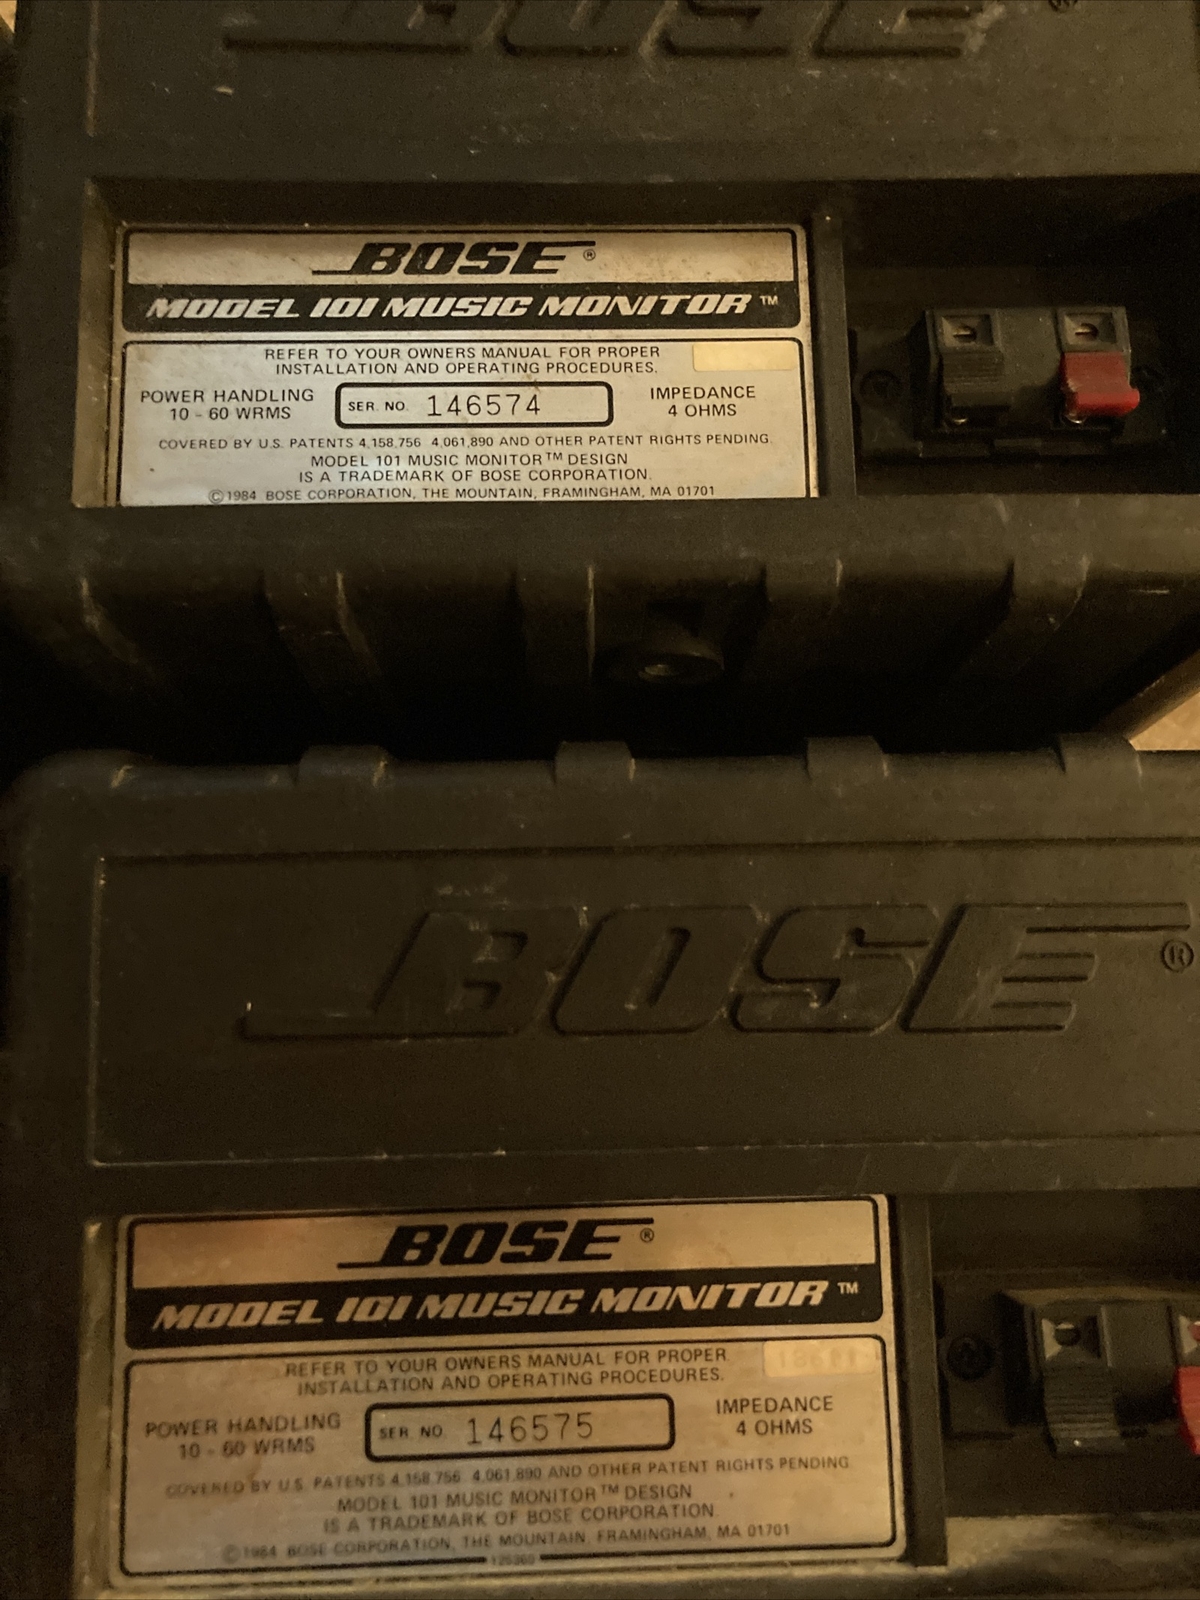 BOSE®
BOSE®
MODEL 101 MUSIC MONITOR™
REFER TO YOUR OWNERS MANUAL FOR PROPER
INSTALLATION AND OPERATING PROCEDURES.
POWER HANDLING
10 - 60 WRMS
SER. NO. 146574
IMPEDANCE
4 OHMS
COVERED BY U.S. PATENTS 4,158,756 4,061,890 AND OTHER PATENT RIGHTS PENDING.
MODEL 101 MUSIC MONITOR™ DESIGN
IS A TRADEMARK OF BOSE CORPORATION.
©1984 BOSE CORPORATION, THE MOUNTAIN, FRAMINGHAM, MA 01701
BOSE®
BOSE®
MODEL 101 MUSIC MONITOR™
REFER TO YOUR OWNERS MANUAL FOR PROPER
INSTALLATION AND OPERATING PROCEDURES.
POWER HANDLING
10 - 60 WRMS
SER. NO. 146575
IMPEDANCE
4 OHMS
COVERED BY U.S. PATENTS 4,158,756 4,061,890 AND OTHER PATENT RIGHTS PENDING
MODEL 101 MUSIC MONITOR™ DESIGN
IS A TRADEMARK OF BOSE CORPORATION.
©1984 BOSE CORPORATION, THE MOUNTAIN, FRAMINGHAM, MA 01701